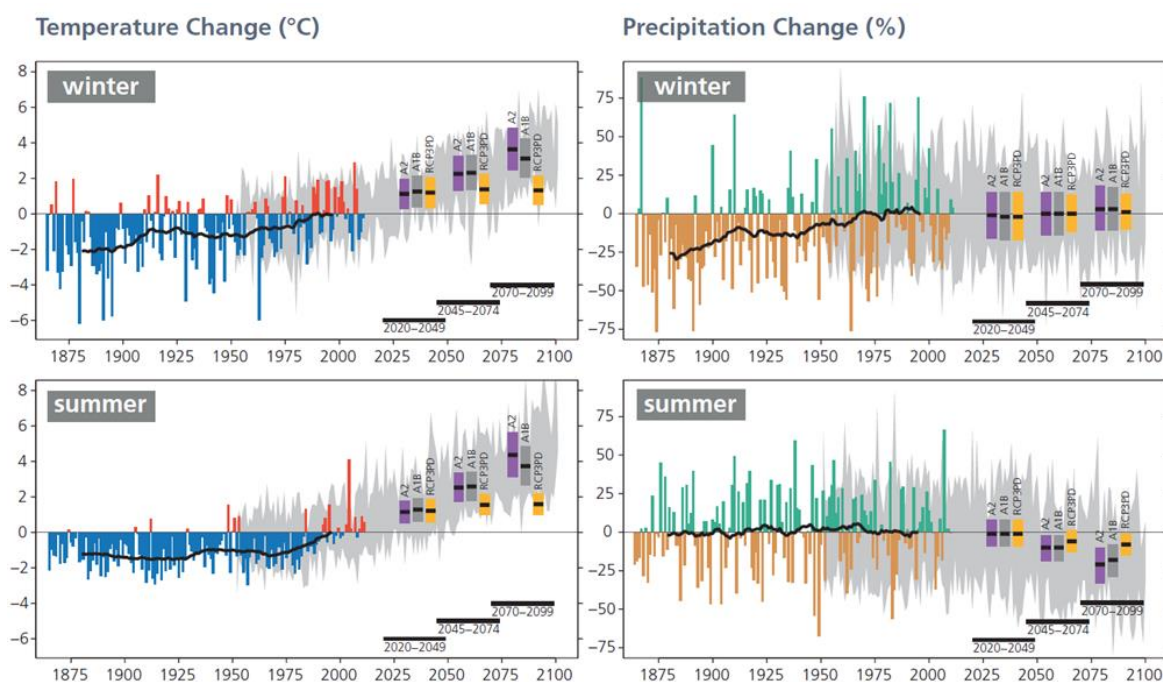 Temperature Change (°C)
Precipitation Change (%)
winter
8
6
4
2
0
−2
−4
−6
A2
A1B
RCP3PD
A2
A1B
RCP3PD
A2
A1B
RCP3PD
2020−2049
2045−2074
2070−2099
1875 1900 1925 1950 1975 2000 2025 2050 2075 2100
winter
75
50
25
0
−25
−50
−75
A2
A1B
RCP3PD
A2
A1B
RCP3PD
A2
A1B
RCP3PD
2020−2049
2045−2074
2070−2099
1875 1900 1925 1950 1975 2000 2025 2050 2075 2100
summer
8
6
4
2
0
−2
−4
−6
A2
A1B
RCP3PD
A2
A1B
RCP3PD
A2
A1B
RCP3PD
2020−2049
2045−2074
2070−2099
1875 1900 1925 1950 1975 2000 2025 2050 2075 2100
summer
75
50
25
0
−25
−50
−75
A2
A1B
RCP3PD
A2
A1B
RCP3PD
A2
A1B
RCP3PD
2020−2049
2045−2074
2070−2099
1875 1900 1925 1950 1975 2000 2025 2050 2075 2100